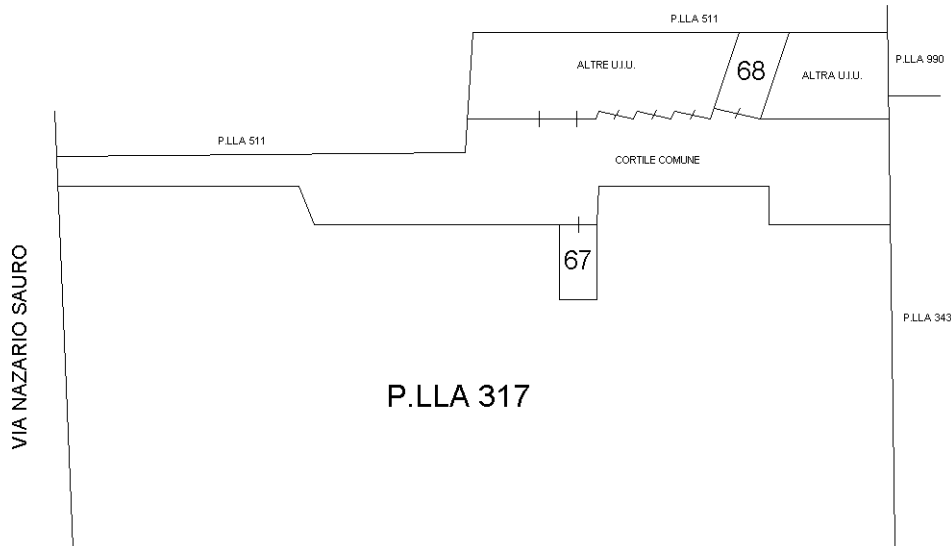 P.LLA 511
P.LLA 990
ALTRE U.I.U.
68
ALTRA U.I.U.
P.LLA 511
CORTILE COMUNE
67
VIA NAZARIO SAURO
P.LLA 343
P.LLA 317